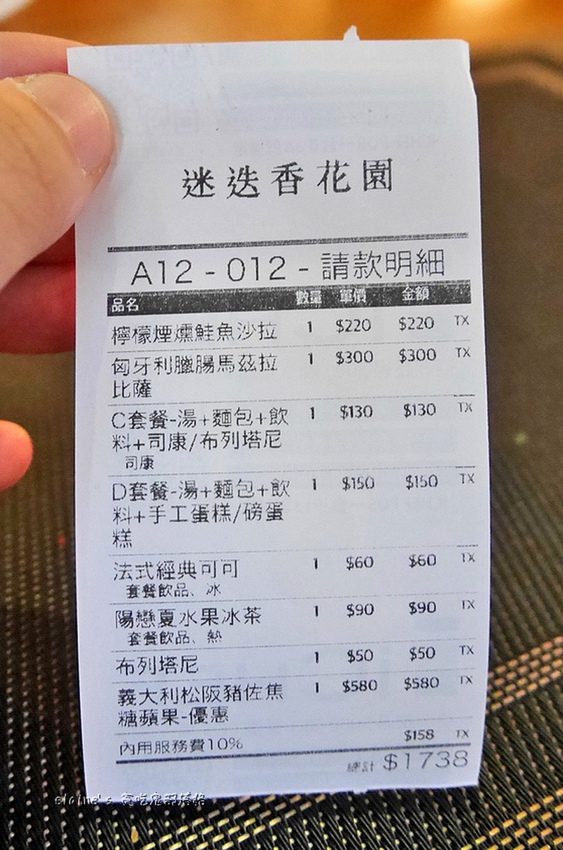 迷迭香花園
A12 - 012 - 請款明細
品名 數量 單價 金額
檸檬煙燻鮭魚沙拉 1 $220 $220 TX
匈牙利臘腸馬茲拉 1 $300 $300 TX
比薩
C套餐-湯+麵包+飲 1 $130 $130 TX
料+司康/布列塔尼
司康
D套餐-湯+麵包+飲 1 $150 $150 TX
料+手工蛋糕/磅蛋
糕
法式經典可可 1 $60 $60 TX
套餐飲品、冰
陽戀夏水果冰茶 1 $90 $90 TX
套餐飲品、熱
布列塔尼 1 $50 $50 TX
義大利松阪豬佐焦 1 $580 $580 TX
糖蘋果-優惠
內用服務費10% $158 TX
總計 $1738
elaine's